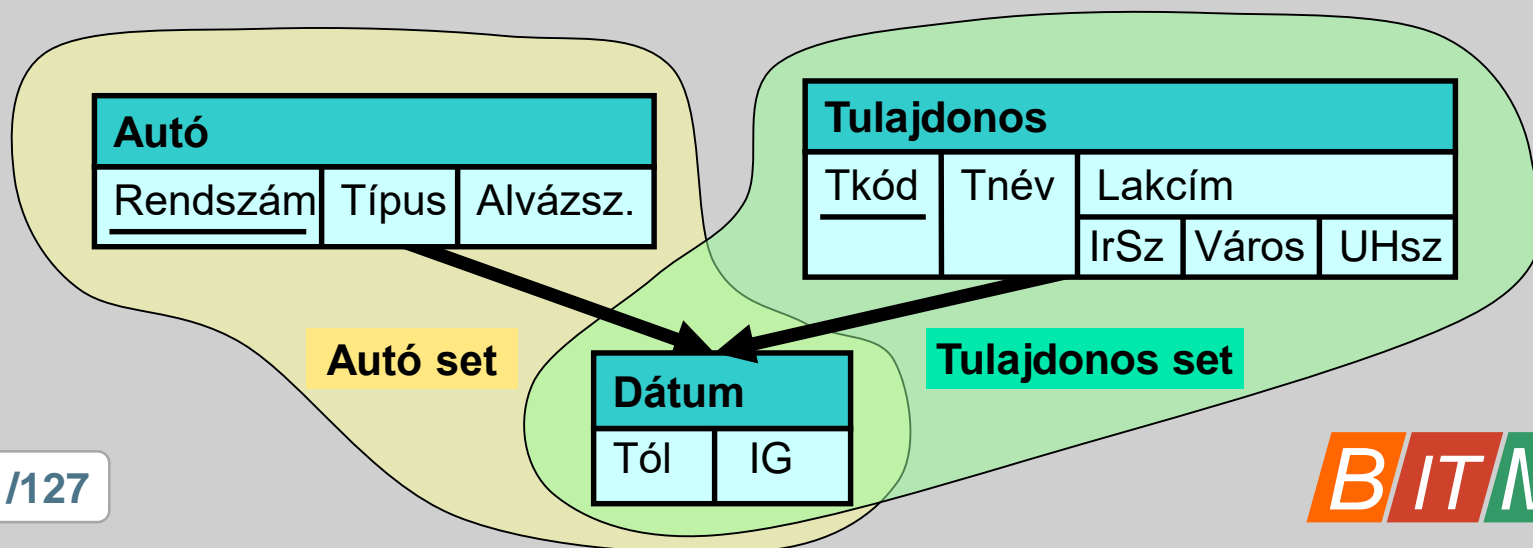 Autó
Rendszám Típus Alvázsz.
Tulajdonos
Tkód Tnév Lakcím
IrSz Város UHsz
Autó set
Tulajdonos set
Dátum
Tól IG
/127
B IT M